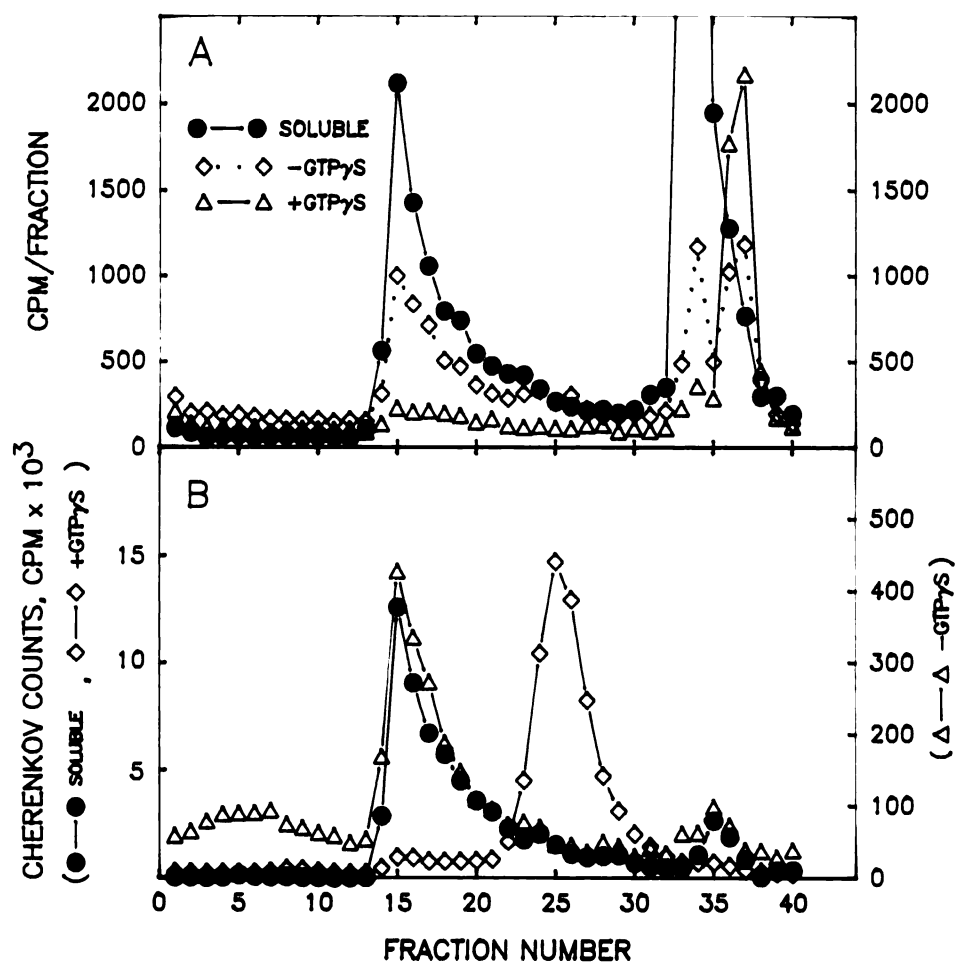 A
SOLUBLE
-GTPγS
+GTPγS
CPM/FRACTION
2000
1500
1000
500
0
2000
1500
1000
500
0
B
CHERENKOV COUNTS, CPM x 10³
( SOLUBLE , +GTPγS )
15
10
5
500
400
300
200
100
0
( -GTPγS )
0 5 10 15 20 25 30 35 40
FRACTION NUMBER